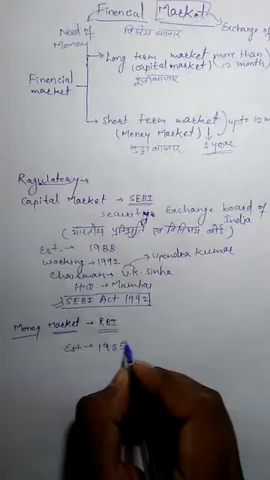 Financial Market
Need of Money
वित्तिय बाजार
Exchange of
Financial market
Long term market (capital market) more than 12 month
पूंजी बाजार
Short term market (Money Market) upto 12 m
1 year
मुद्रा बाजार
Ragulatory
Capital Market → SEBI
security Exchange board of India
(भारतीय प्रतिभूति एवं विनिमय बोर्ड)
Est. → 1988
Working → 1992
Upendra Kumar
Chairman → U.K. Sinha
H.Q. → Mumbai
SEBI Act 1992
Money Market → RBI
Est → 1935